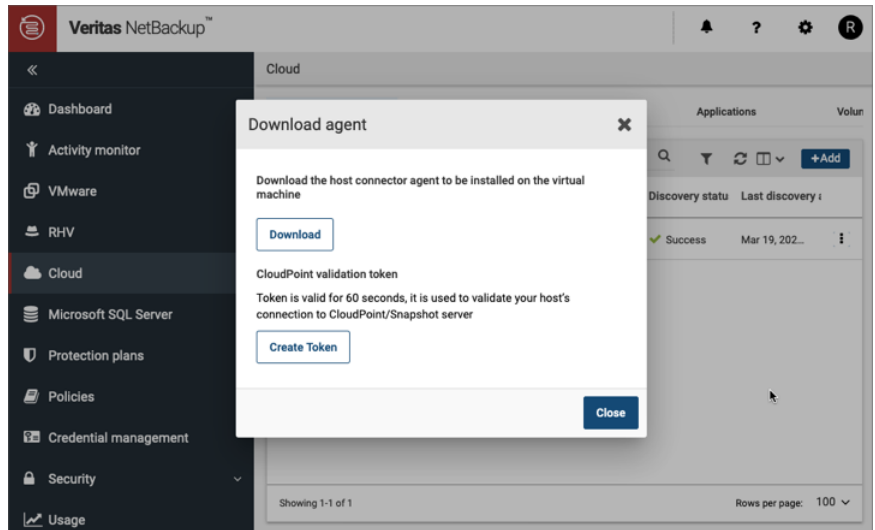 Veritas NetBackup™
?
R
«
Cloud
Dashboard
Activity monitor
VMware
RHV
Cloud
Microsoft SQL Server
Protection plans
Policies
Credential management
Security
Usage
Applications
Volum
+Add
Discovery statu
Last discovery a
Success
Mar 19, 202...
Download agent
Download the host connector agent to be installed on the virtual
machine
Download
CloudPoint validation token
Token is valid for 60 seconds, it is used to validate your host's
connection to CloudPoint/Snapshot server
Create Token
Close
Showing 1-1 of 1
Rows per page: 100